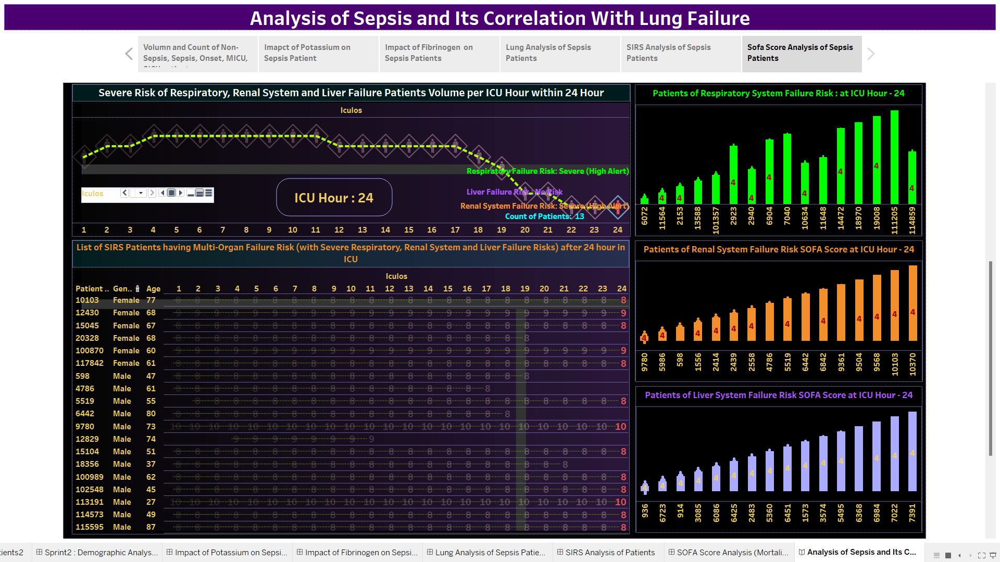 Analysis of Sepsis and Its Correlation With Lung Failure
Volumn and Count of Non-
Sepsis, Sepsis, Onset, MICU,
Imapct of Potassium on
Sepsis Patient
Impact of Fibrinogen on
Sepsis Patients
Lung Analysis of Sepsis
Patients
SIRS Analysis of Sepsis
Patients
Sofa Score Analysis of Sepsis
Patients
Severe Risk of Respiratory, Renal System and Liver Failure Patients Volume per ICU Hour within 24 Hour
Iculos
Respiratory Failure Risk: Severe (High Alert)
Liver Failure Risk: No Risk
Renal System Failure Risk: Severe (High Alert)
Count of Patients: 13
Iculos
ICU Hour : 24
1 2 3 4 5 6 7 8 9 10 11 12 13 14 15 16 17 18 19 20 21 22 23 24
List of SIRS Patients having Multi-Organ Failure Risk (with Severe Respiratory, Renal System and Liver Failure Risks) after 24 hour in
ICU
Iculos
Patient .. Gen.. Age 1 2 3 4 5 6 7 8 9 10 11 12 13 14 15 16 17 18 19 20 21 22 23 24
10103 Female 77 8 8 8 8 8 8 8 8 8 8 8 8 8 8 8 8 8 8 8 8 8 8 8 8
12430 Female 68 9 9 9 9 9 9 9 9 9 9 9 9 9 9 9 9 9 9 9 9 9 9 9 9
15045 Female 67 8 8 8 8 8 8 8 8 8 8 8 8 8 8 8 8 8 8 8 8 8 8 8 8
20328 Female 68 8 8 8 8 8 8 8 8 8 8 8 8 8 8 8 8 8 8 8
100870 Female 60 9 9 9 9 9 9 9 9 9 9 9 9 9 9 9 9 9 9 9 9 9 9 9 9
117842 Female 61 8 8 8 8 8 8 8 8 8 8 8 8 8 8 8 8 8 8 8 8 8 8 8 8
598 Male 47 8 8 8 8 8 8 8 8 8 8 8 8 8 8 8 8 8 8 8
4786 Male 61 8 8 8 8 8 8 8 8 8 8 8 8 8 8 8 8 8
5519 Male 55 8 8 8 8 8 8 8 8 8 8 8 8 8 8 8 8 8 8 8 8 8 8 8
6442 Male 80 8 8 8 8 8 8 8 8 8 8 8 8 8 8 8 8 8 8
9780 Male 73 10 10 10 10 10 10 10 10 10 10 10 10 10 10 10 10 10 10 10 10 10 10 10 10
12829 Male 74 9 9 9 9 9 9 9 9
15104 Male 51 8 8 8 8 8 8 8 8 8 8 8 8 8 8 8 8 8 8 8 8 8 8 8 8
18356 Male 37 8 8 8 8 8 8 8 8 8 8 8 8 8 8 8 8 8 8 8 8 8
100989 Male 62 8 8 8 8 8 8 8 8 8 8 8 8 8 8 8 8 8 8 8 8 8 8 8 8
102548 Male 45 8 8 8 8 8 8 8 8 8 8 8 8 8 8 8 8 8 8 8 8 8 8 8 8
113191 Male 27 10 10 10 10 10 10 10 10 10 10 10 10 10 10 10 10 10 10 10 10 10 10 10 10
114573 Male 49 8 8 8 8 8 8 8 8 8 8 8 8 8 8 8 8 8 8 8 8 8 8 8 8
115595 Male 87 8 8 8 8 8 8 8 8 8 8 8 8 8 8 8 8 8 8 8 8 8 8 8 8
Patients of Respiratory System Failure Risk : at ICU Hour - 24
4 4 4 4 4 4 4 4 4
6072 11564 2153 13588 101357 2923 2940 6904 7040 10634 11648 14472 18970 19008 111205 114859
Patients of Renal System Failure Risk SOFA Score at ICU Hour - 24
4 4 4 4 4 4 4 4 4 4 4 4 4
9780 5986 598 1556 2414 2439 2558 4786 5519 6442 6842 9361 9504 9568 10103 10370
Patients of Liver System Failure Risk SOFA Score at ICU Hour - 24
4 4 4 4 4 4 4 4 4 4 4 4 4 4 4
936 6723 914 3085 6086 6425 2483 5360 6451 1573 3574 5495 6368 6984 7022 7391
ients2
Sprint2 : Demographic Analys...
Impact of Potassium on Sepsi...
Impact of Fibrinogen on Sepsi...
Lung Analysis of Sepsis Patie...
SIRS Analysis of Patients
SOFA Score Analysis (Mortali...
Analysis of Sepsis and Its C...